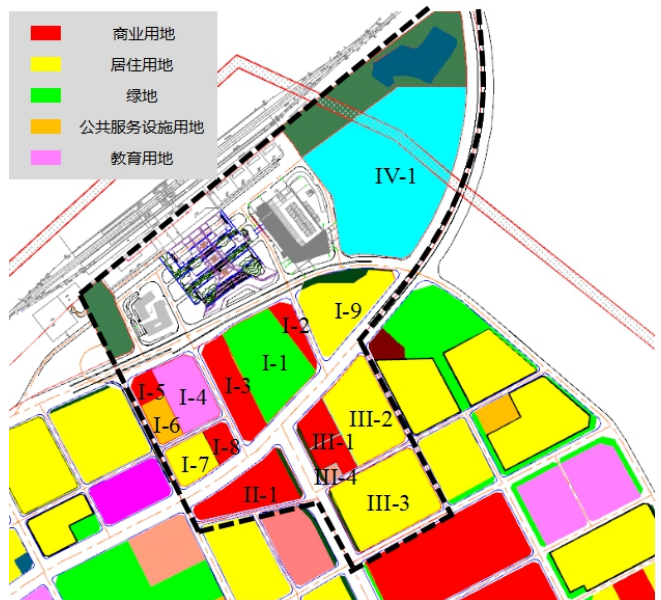 商业用地
居住用地
绿地
公共服务设施用地
教育用地
IV-1
I-9
I-2
I-1
I-3
I-5
I-4
I-6
I-8
I-7
III-2
III-1
III-4
II-1
III-3